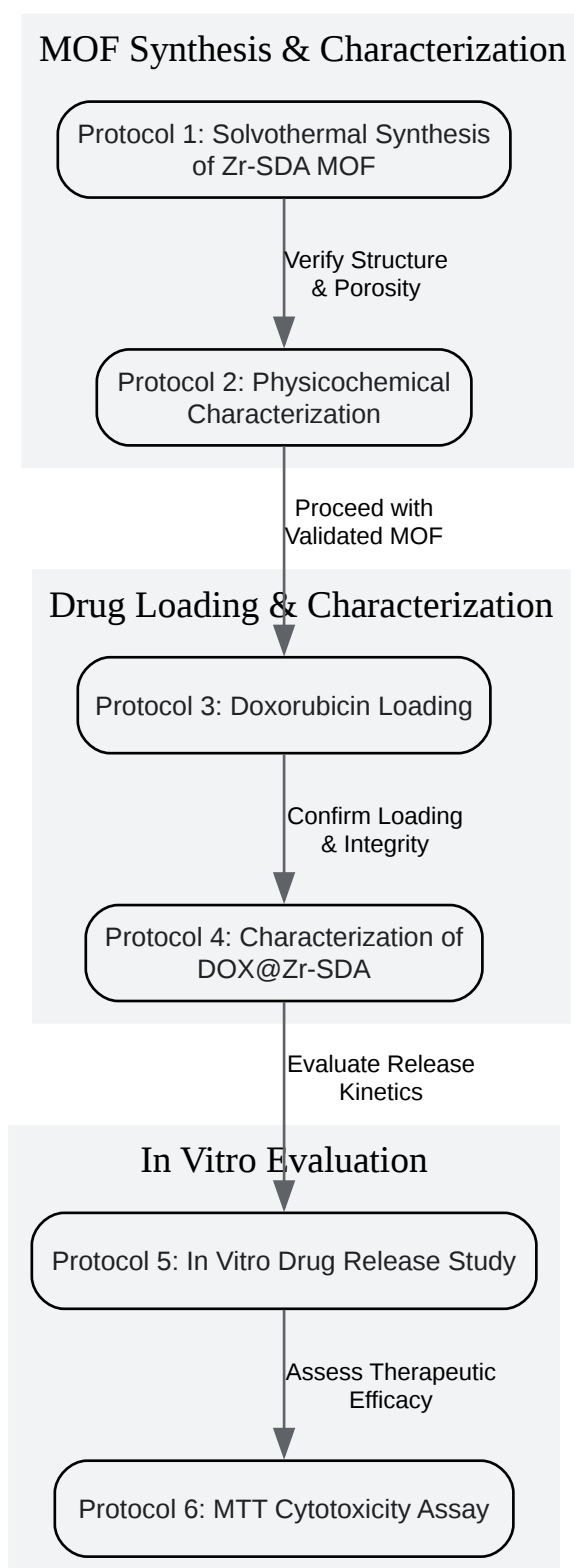 MOF Synthesis & Characterization
Protocol 1: Solvothermal Synthesis
of Zr-SDA MOF
Verify Structure
& Porosity
Protocol 2: Physicochemical
Characterization
Proceed with
Validated MOF
Drug Loading & Characterization
Protocol 3: Doxorubicin Loading
Confirm Loading
& Integrity
Protocol 4: Characterization of
DOX@Zr-SDA
Evaluate Release
Kinetics
In Vitro Evaluation
Protocol 5: In Vitro Drug Release Study
Assess Therapeutic
Efficacy
Protocol 6: MTT Cytotoxicity Assay